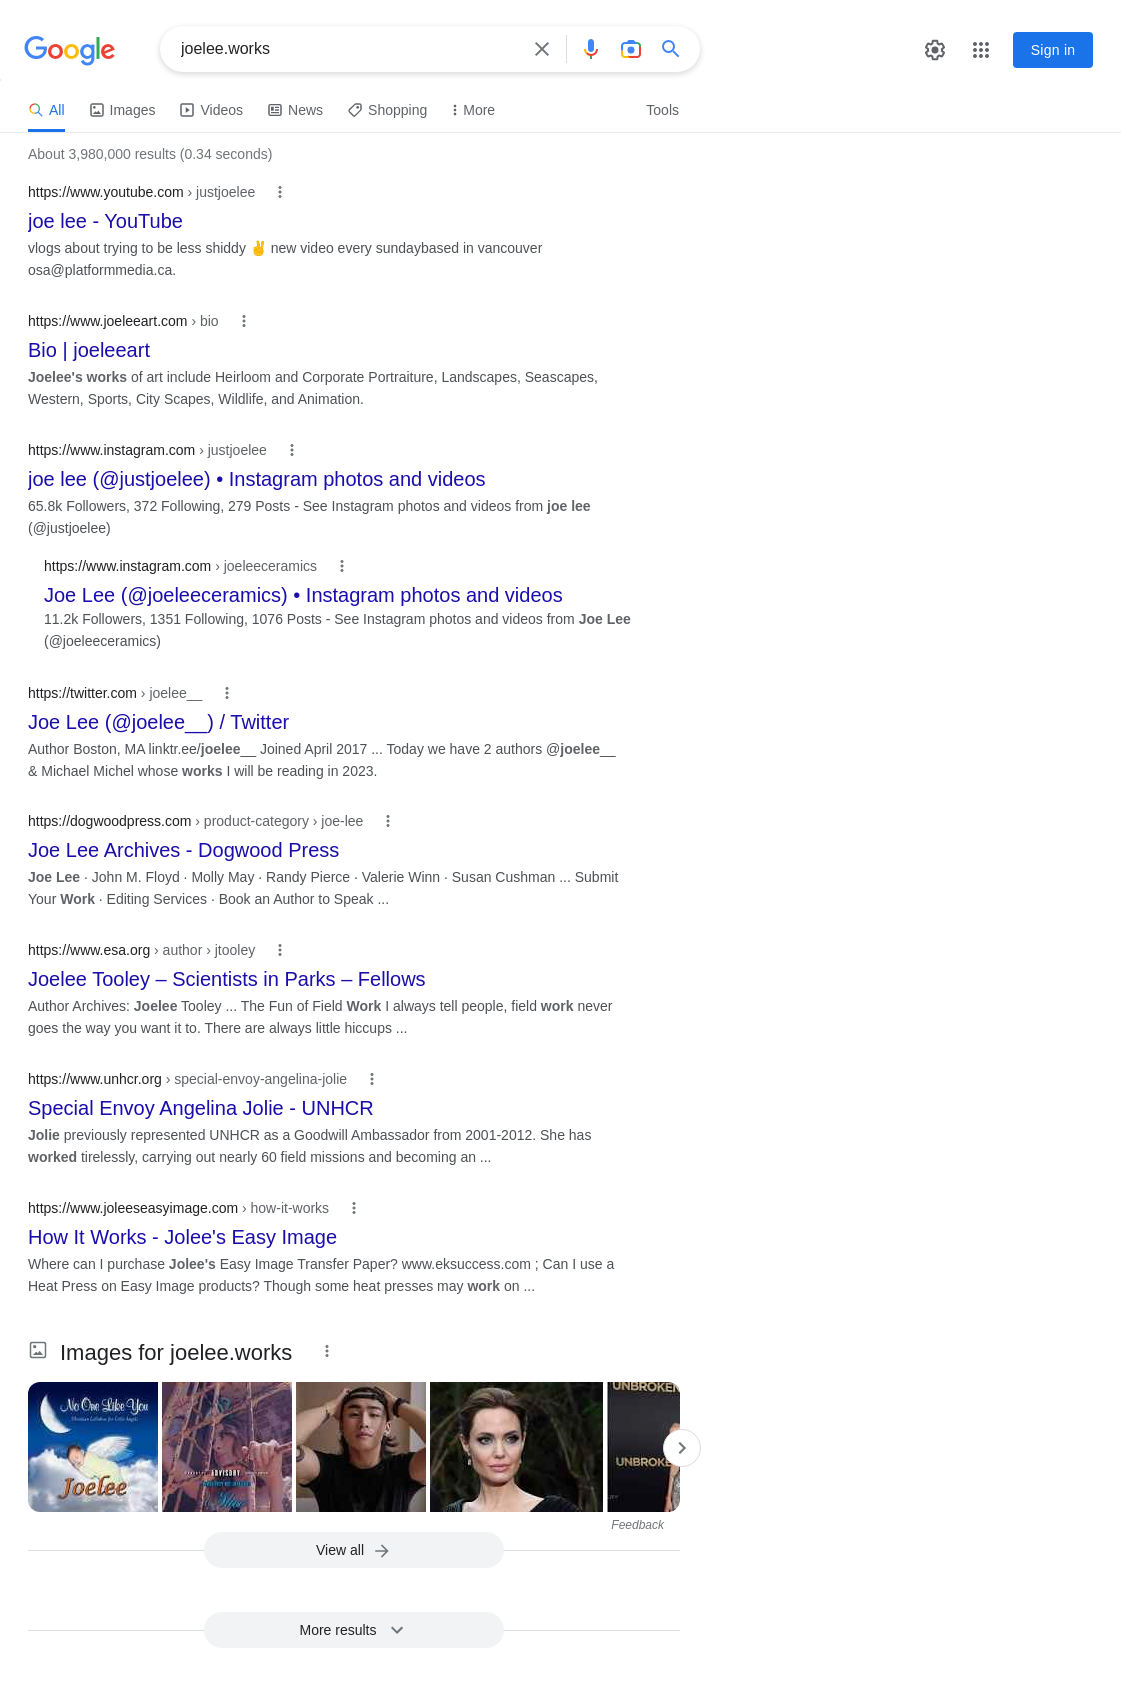 Google
joelee.works
Sign in
All
Images
Videos
News
Shopping
More
Tools
About 3,980,000 results (0.34 seconds)
https://www.youtube.com › justjoelee
joe lee - YouTube
vlogs about trying to be less shiddy ✌️ new video every sundaybased in vancouver
osa@platformmedia.ca.
https://www.joeleeart.com › bio
Bio | joeleeart
Joelee's works of art include Heirloom and Corporate Portraiture, Landscapes, Seascapes,
Western, Sports, City Scapes, Wildlife, and Animation.
https://www.instagram.com › justjoelee
joe lee (@justjoelee) • Instagram photos and videos
65.8k Followers, 372 Following, 279 Posts - See Instagram photos and videos from joe lee
(@justjoelee)
https://www.instagram.com › joeleeceramics
Joe Lee (@joeleeceramics) • Instagram photos and videos
11.2k Followers, 1351 Following, 1076 Posts - See Instagram photos and videos from Joe Lee
(@joeleeceramics)
https://twitter.com › joelee__
Joe Lee (@joelee__) / Twitter
Author Boston, MA linktr.ee/joelee__ Joined April 2017 ... Today we have 2 authors @joelee__
& Michael Michel whose works I will be reading in 2023.
https://dogwoodpress.com › product-category › joe-lee
Joe Lee Archives - Dogwood Press
Joe Lee · John M. Floyd · Molly May · Randy Pierce · Valerie Winn · Susan Cushman ... Submit
Your Work · Editing Services · Book an Author to Speak ...
https://www.esa.org › author › jtooley
Joelee Tooley – Scientists in Parks – Fellows
Author Archives: Joelee Tooley ... The Fun of Field Work I always tell people, field work never
goes the way you want it to. There are always little hiccups ...
https://www.unhcr.org › special-envoy-angelina-jolie
Special Envoy Angelina Jolie - UNHCR
Jolie previously represented UNHCR as a Goodwill Ambassador from 2001-2012. She has
worked tirelessly, carrying out nearly 60 field missions and becoming an ...
https://www.joleeseasyimage.com › how-it-works
How It Works - Jolee's Easy Image
Where can I purchase Jolee's Easy Image Transfer Paper? www.eksuccess.com ; Can I use a
Heat Press on Easy Image products? Though some heat presses may work on ...
Images for joelee.works
No One Like You
Joelee
ADVISORY
UNBROKEN
UNBROKEN
Feedback
View all
More results